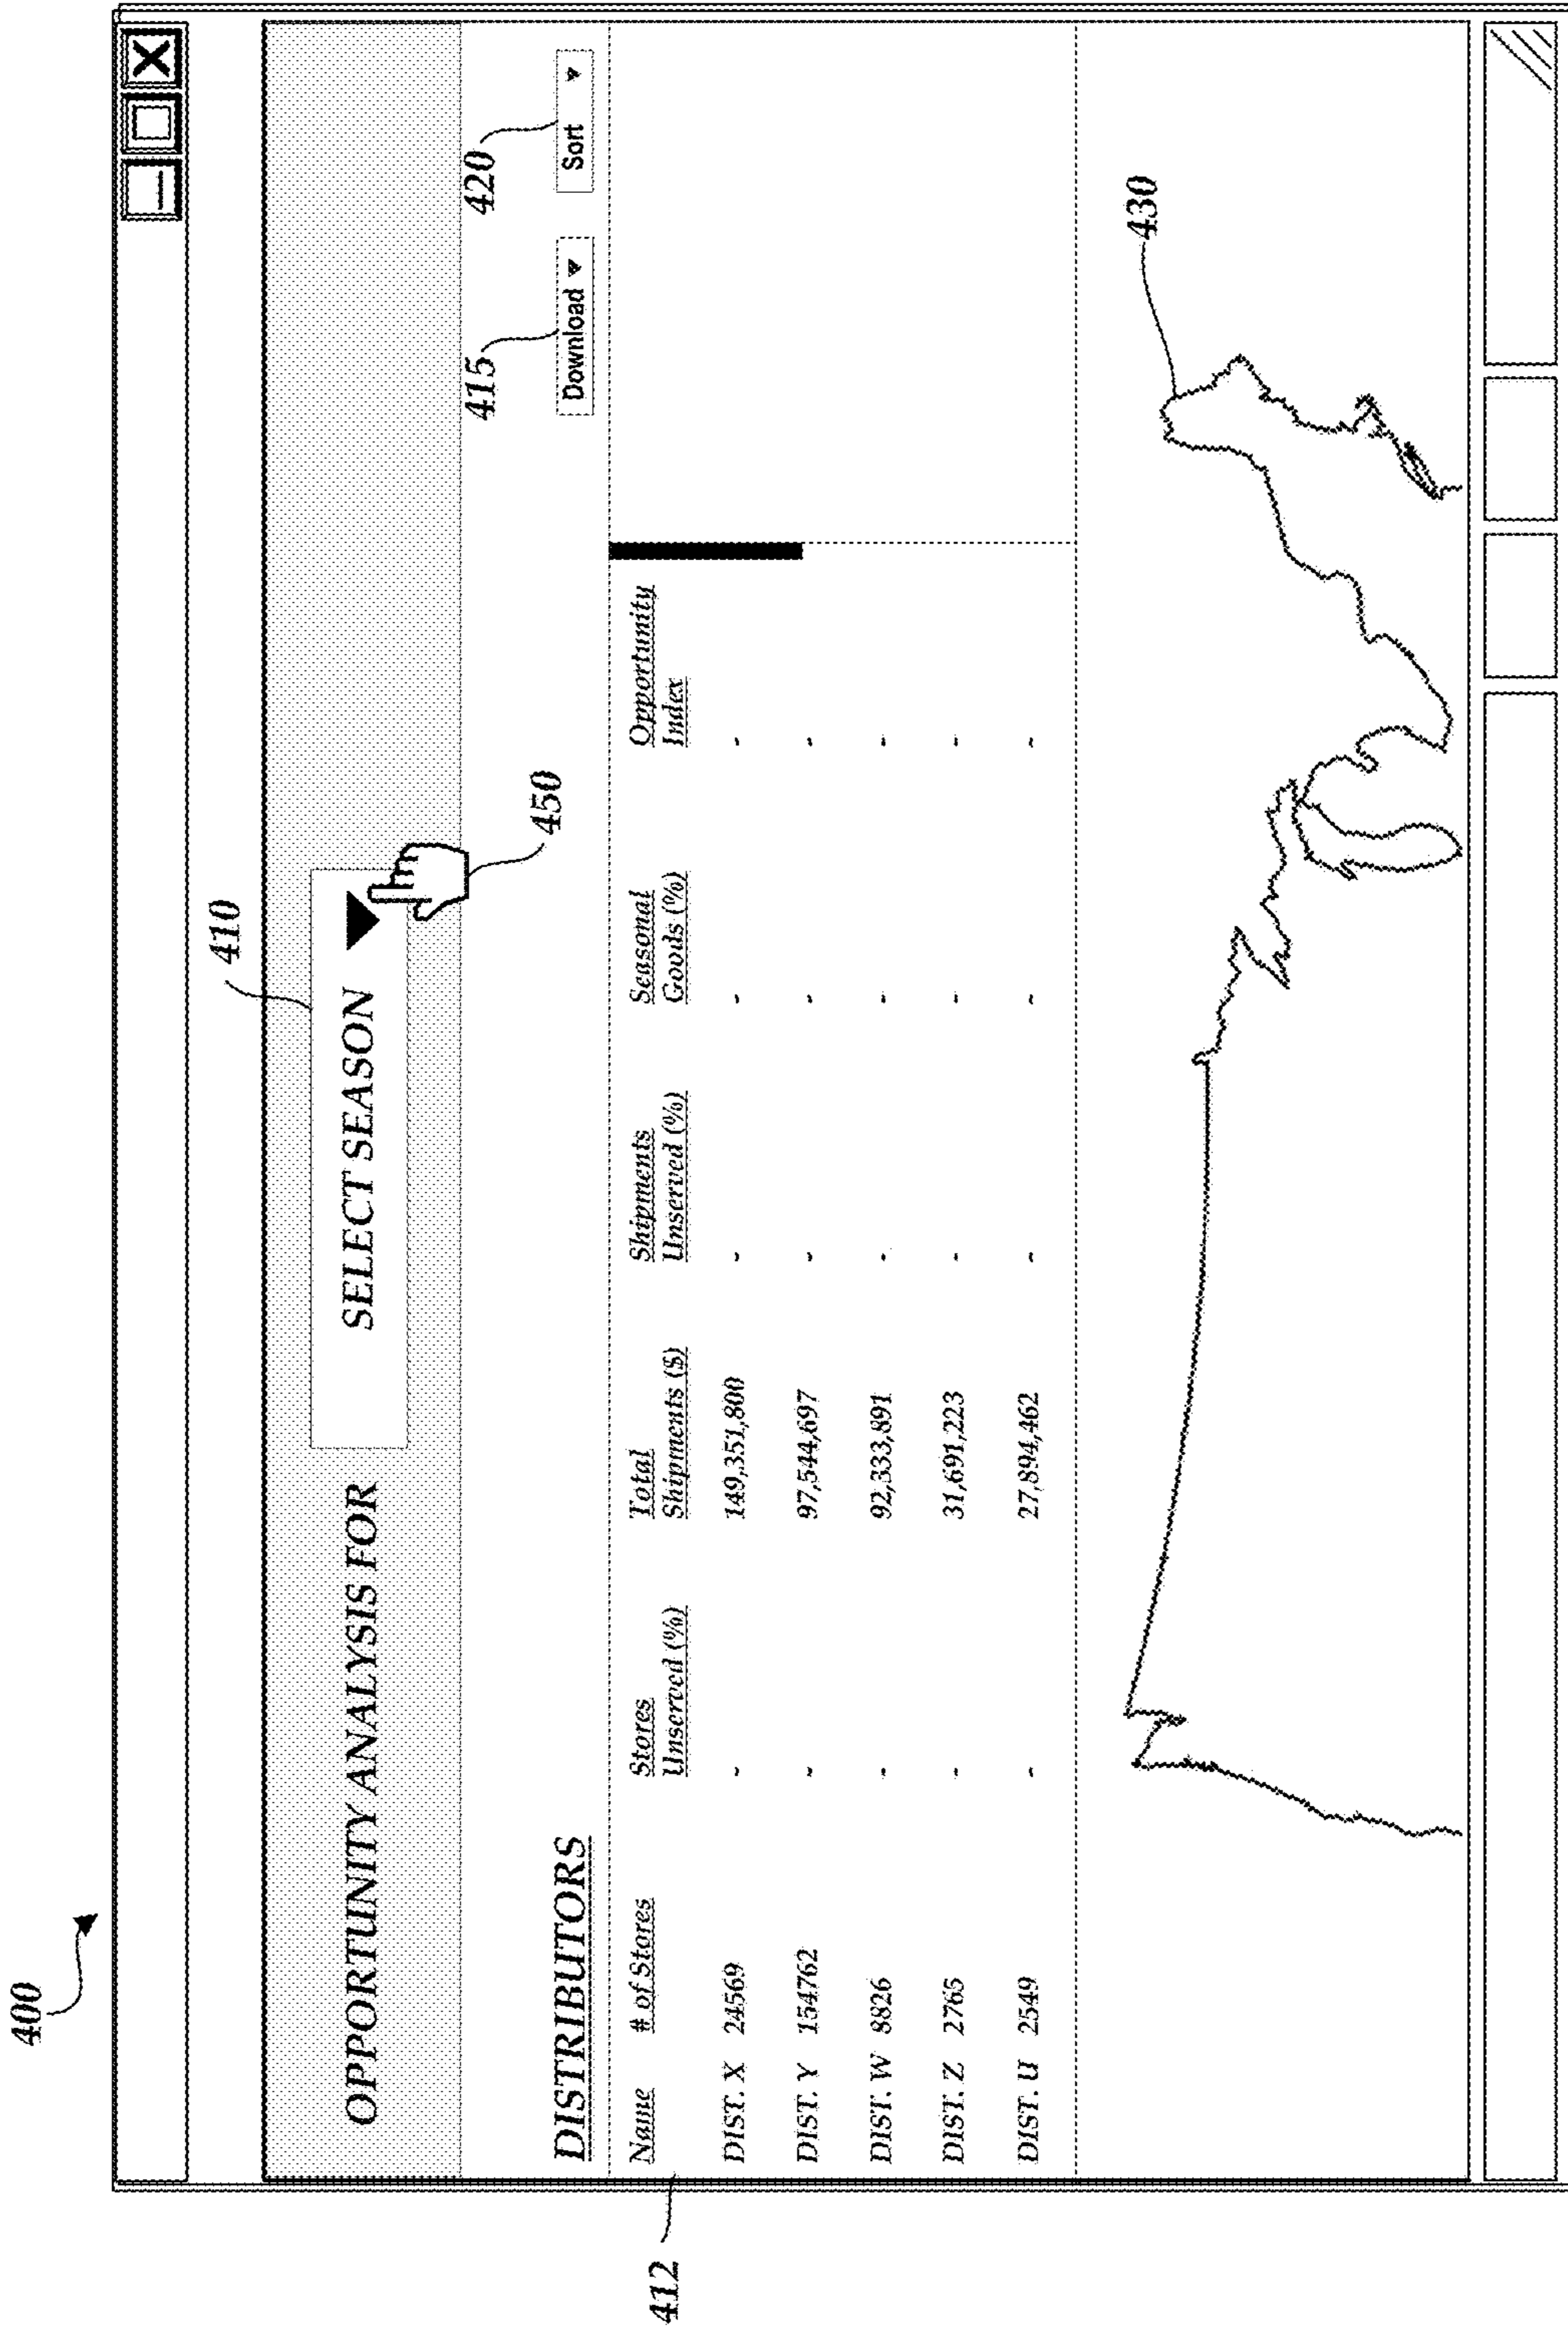 400
410
OPPORTUNITY ANALYSIS FOR SELECT SEASON
450
415 420
DISTRIBUTORS Download Sort
412
Name # of Stores Stores Unserved (%) Total Shipments ($) Shipments Unserved (%) Seasonal Goods (%) Opportunity Index
DIST. X 24569 - 149,351,800 - - -
DIST. Y 154762 - 97,544,697 - - -
DIST. W 8826 - 92,333,891 - - -
DIST. Z 2765 - 31,691,223 - - -
DIST. U 2549 - 27,894,462 - - -
430